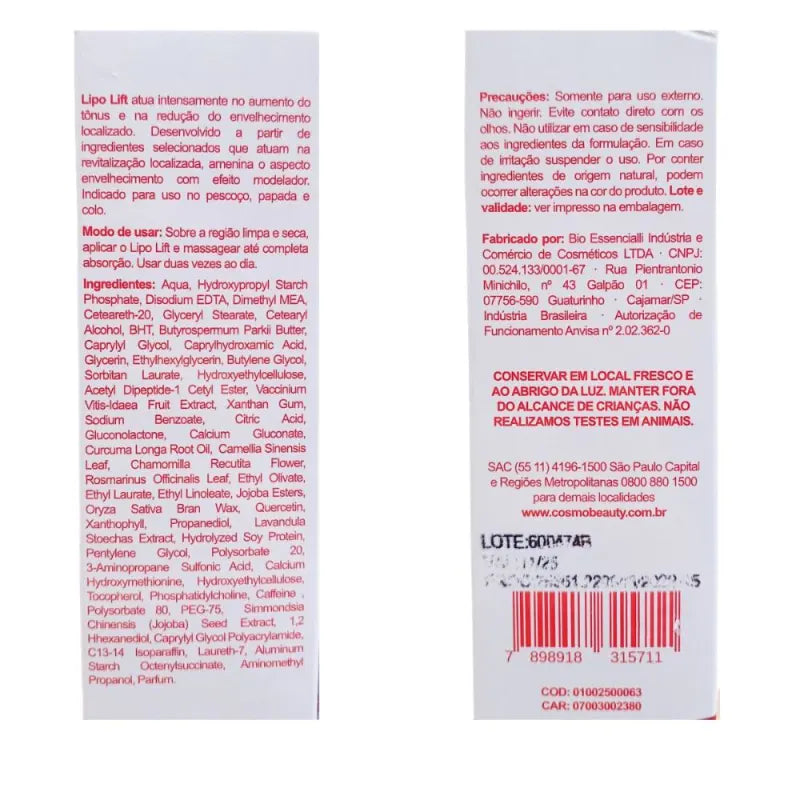 Lipo Lift atua intensamente no aumento do
tônus e na redução do envelhecimento
localizado. Desenvolvido a partir de
ingredientes selecionados que atuam na
revitalização localizada, amenina o aspecto
envelhecimento com efeito modelador.
Indicado para uso no pescoço, papada e
colo.
Modo de usar: Sobre a região limpa e seca,
aplicar o Lipo Lift e massagear até completa
absorção. Usar duas vezes ao dia.
Ingredientes: Aqua, Hydroxypropyl Starch
Phosphate, Disodium EDTA, Dimethyl MEA,
Ceteareth-20, Glyceryl Stearate, Cetearyl
Alcohol, BHT, Butyrospermum Parkii Butter,
Caprylyl Glycol, Caprylhydroxamic Acid,
Glycerin, Ethylhexylglycerin, Butylene Glycol,
Sorbitan Laurate, Hydroxyethylcellulose,
Acetyl Dipeptide-1 Cetyl Ester, Vaccinium
Vitis-Idaea Fruit Extract, Xanthan Gum,
Sodium Benzoate, Citric Acid,
Gluconolactone, Calcium Gluconate,
Curcuma Longa Root Oil, Camellia Sinensis
Leaf, Chamomilla Recutita Flower,
Rosmarinus Officinalis Leaf, Ethyl Olivate,
Ethyl Laurate, Ethyl Linoleate, Jojoba Esters,
Oryza Sativa Bran Wax, Quercetin,
Xanthophyll, Propanediol, Lavandula
Stoechas Extract, Hydrolyzed Soy Protein,
Pentylene Glycol, Polysorbate 20,
3-Aminopropane Sulfonic Acid, Calcium
Hydroxymethionine, Hydroxyethylcellulose,
Tocopherol, Phosphatidylcholine, Caffeine ,
Polysorbate 80, PEG-75, Simmondsia
Chinensis (Jojoba) Seed Extract, 1,2
Hhexanediol, Caprylyl Glycol Polyacrylamide,
C13-14 Isoparaffin, Laureth-7, Aluminum
Starch Octenylsuccinate, Aminomethyl
Propanol, Parfum.
Precauções: Somente para uso externo.
Não ingerir. Evite contato direto com os
olhos. Não utilizar em caso de sensibilidade
aos ingredientes da formulação. Em caso
de irritação suspender o uso. Por conter
ingredientes de origem natural, podem
ocorrer alterações na cor do produto. Lote e
validade: ver impresso na embalagem.
Fabricado por: Bio Essencialli Indústria e
Comércio de Cosméticos LTDA · CNPJ:
00.524.133/0001-67 · Rua Pientrantonio
Minichilo, nº 43 Galpão 01 · CEP:
07756-590 Guaturinho · Cajamar/SP ·
Indústria Brasileira · Autorização de
Funcionamento Anvisa nº 2.02.362-0
CONSERVAR EM LOCAL FRESCO E
AO ABRIGO DA LUZ. MANTER FORA
DO ALCANCE DE CRIANÇAS. NÃO
REALIZAMOS TESTES EM ANIMAIS.
SAC (55 11) 4196-1500 São Paulo Capital
e Regiões Metropolitanas 0800 880 1500
para demais localidades
www.cosmobeauty.com.br
LOTE:600474B
11/25
7 898918 315711
COD: 01002500063
CAR: 07003002380